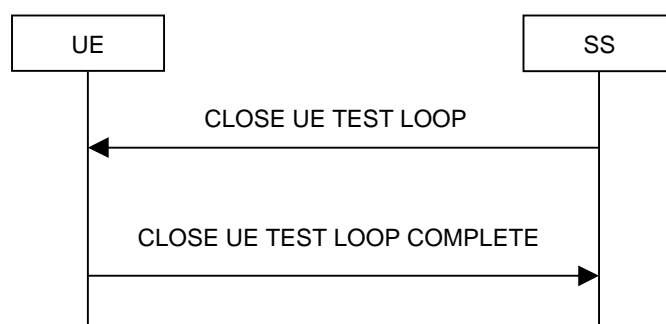 UE
SS
CLOSE UE TEST LOOP
CLOSE UE TEST LOOP COMPLETE